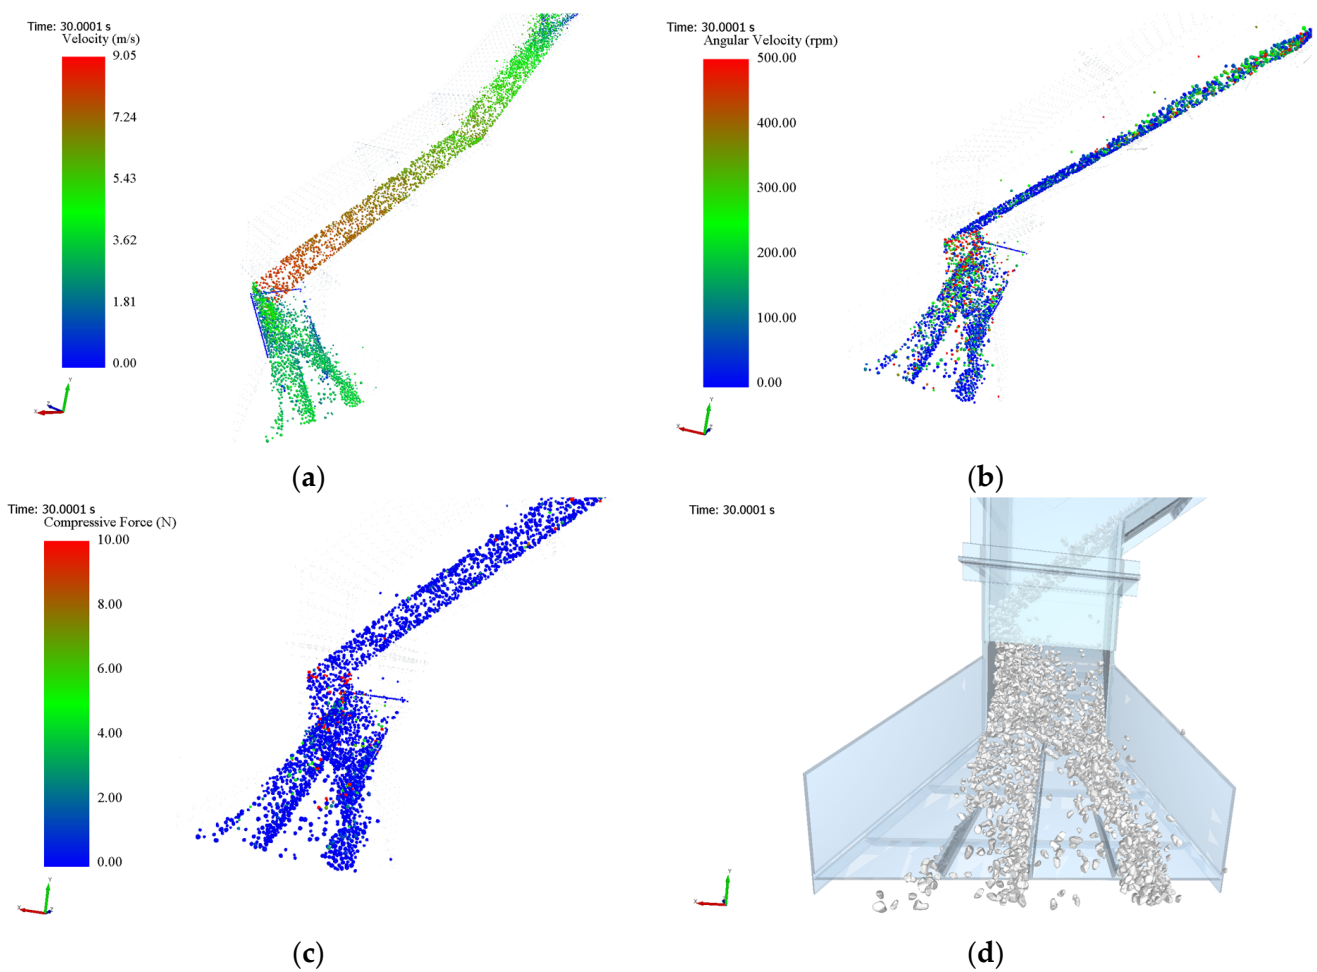 Time: 30.0001 s
Velocity (m/s)
9.05
7.24
5.43
3.62
1.81
0.00
Y
Z
X
(a)
Time: 30.0001 s
Angular Velocity (rpm)
500.00
400.00
300.00
200.00
100.00
0.00
Y
X
Z
(b)
Time: 30.0001 s
Compressive Force (N)
10.00
8.00
6.00
4.00
2.00
0.00
Y
X
Z
(c)
Time: 30.0001 s
Y
X
(d)